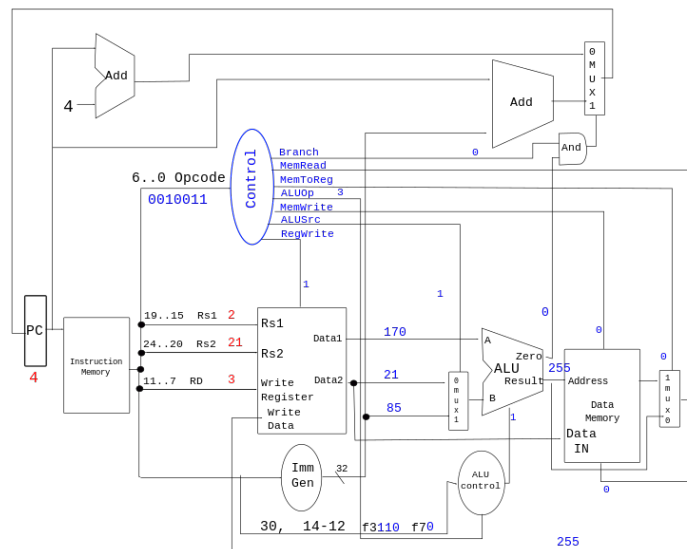 Add
4
0
M
U
X
1
Add
And
Branch
0
MemRead
MemToReg
ALUOp 3
MemWrite
ALUSrc
RegWrite
Control
6..0 Opcode
0010011
1
1
0
0
PC
4
Instruction
Memory
19..15 Rs1 2
24..20 Rs2 21
11..7 RD 3
Rs1
Rs2
Write
Register
Write
Data
Data1
Data2
170
21
85
0
m
u
x
1
A
B
ALU
Zero
Result
255
1
Address
Data
Memory
Data
IN
0
0
1
m
u
x
0
Imm
Gen
32
ALU
control
30, 14-12 f3110 f70
255